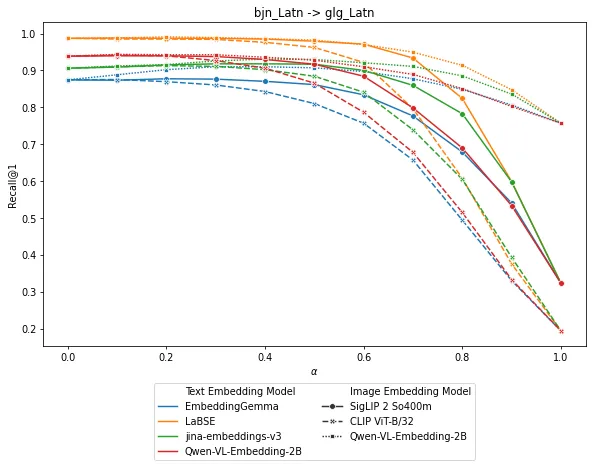 bjn_Latn -> glg_Latn
Recall@1
1.0
0.9
0.8
0.7
0.6
0.5
0.4
0.3
0.2
0.0 0.2 0.4 0.6 0.8 1.0
α
Text Embedding Model
EmbeddingGemma
LaBSE
jina-embeddings-v3
Qwen-VL-Embedding-2B
Image Embedding Model
SigLIP 2 So400m
CLIP ViT-B/32
Qwen-VL-Embedding-2B